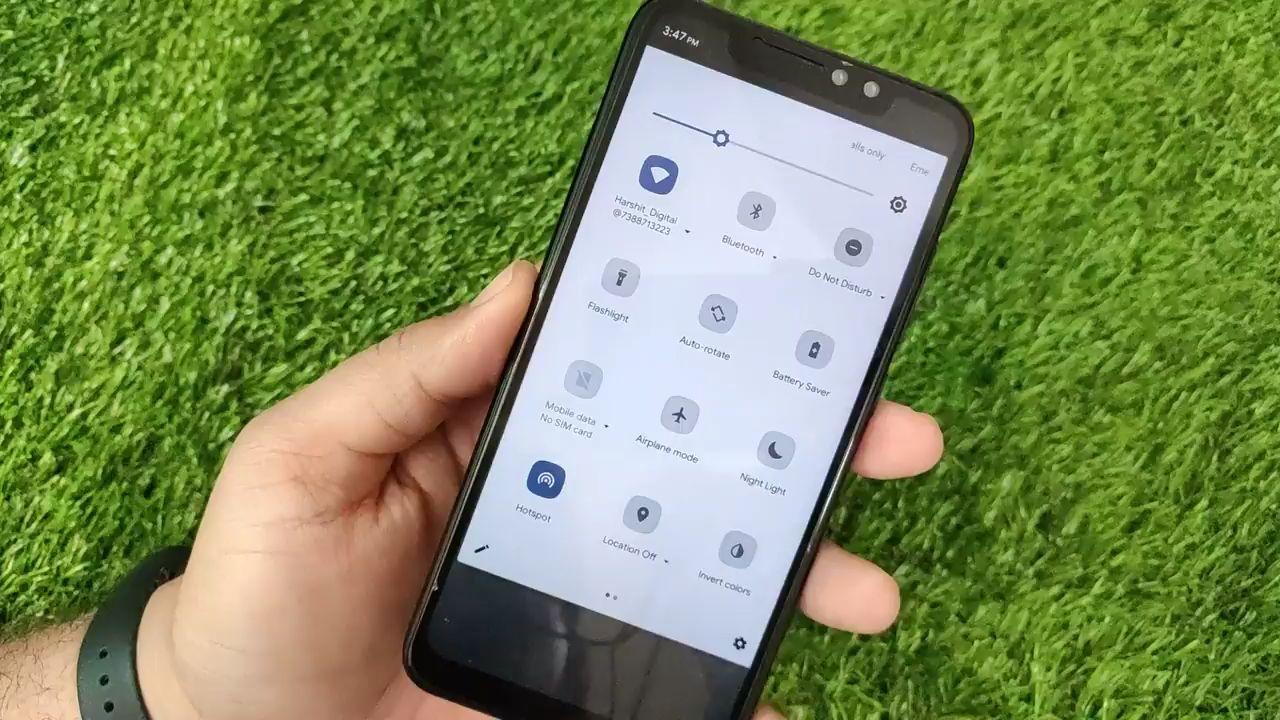 3:47 PM
alls only
Eme
Harshit_Digital
@7388713223
Bluetooth
Do Not Disturb
Flashlight
Auto-rotate
Battery Saver
Mobile data
No SIM card
Airplane mode
Night Light
Hotspot
Location Off
Invert colors